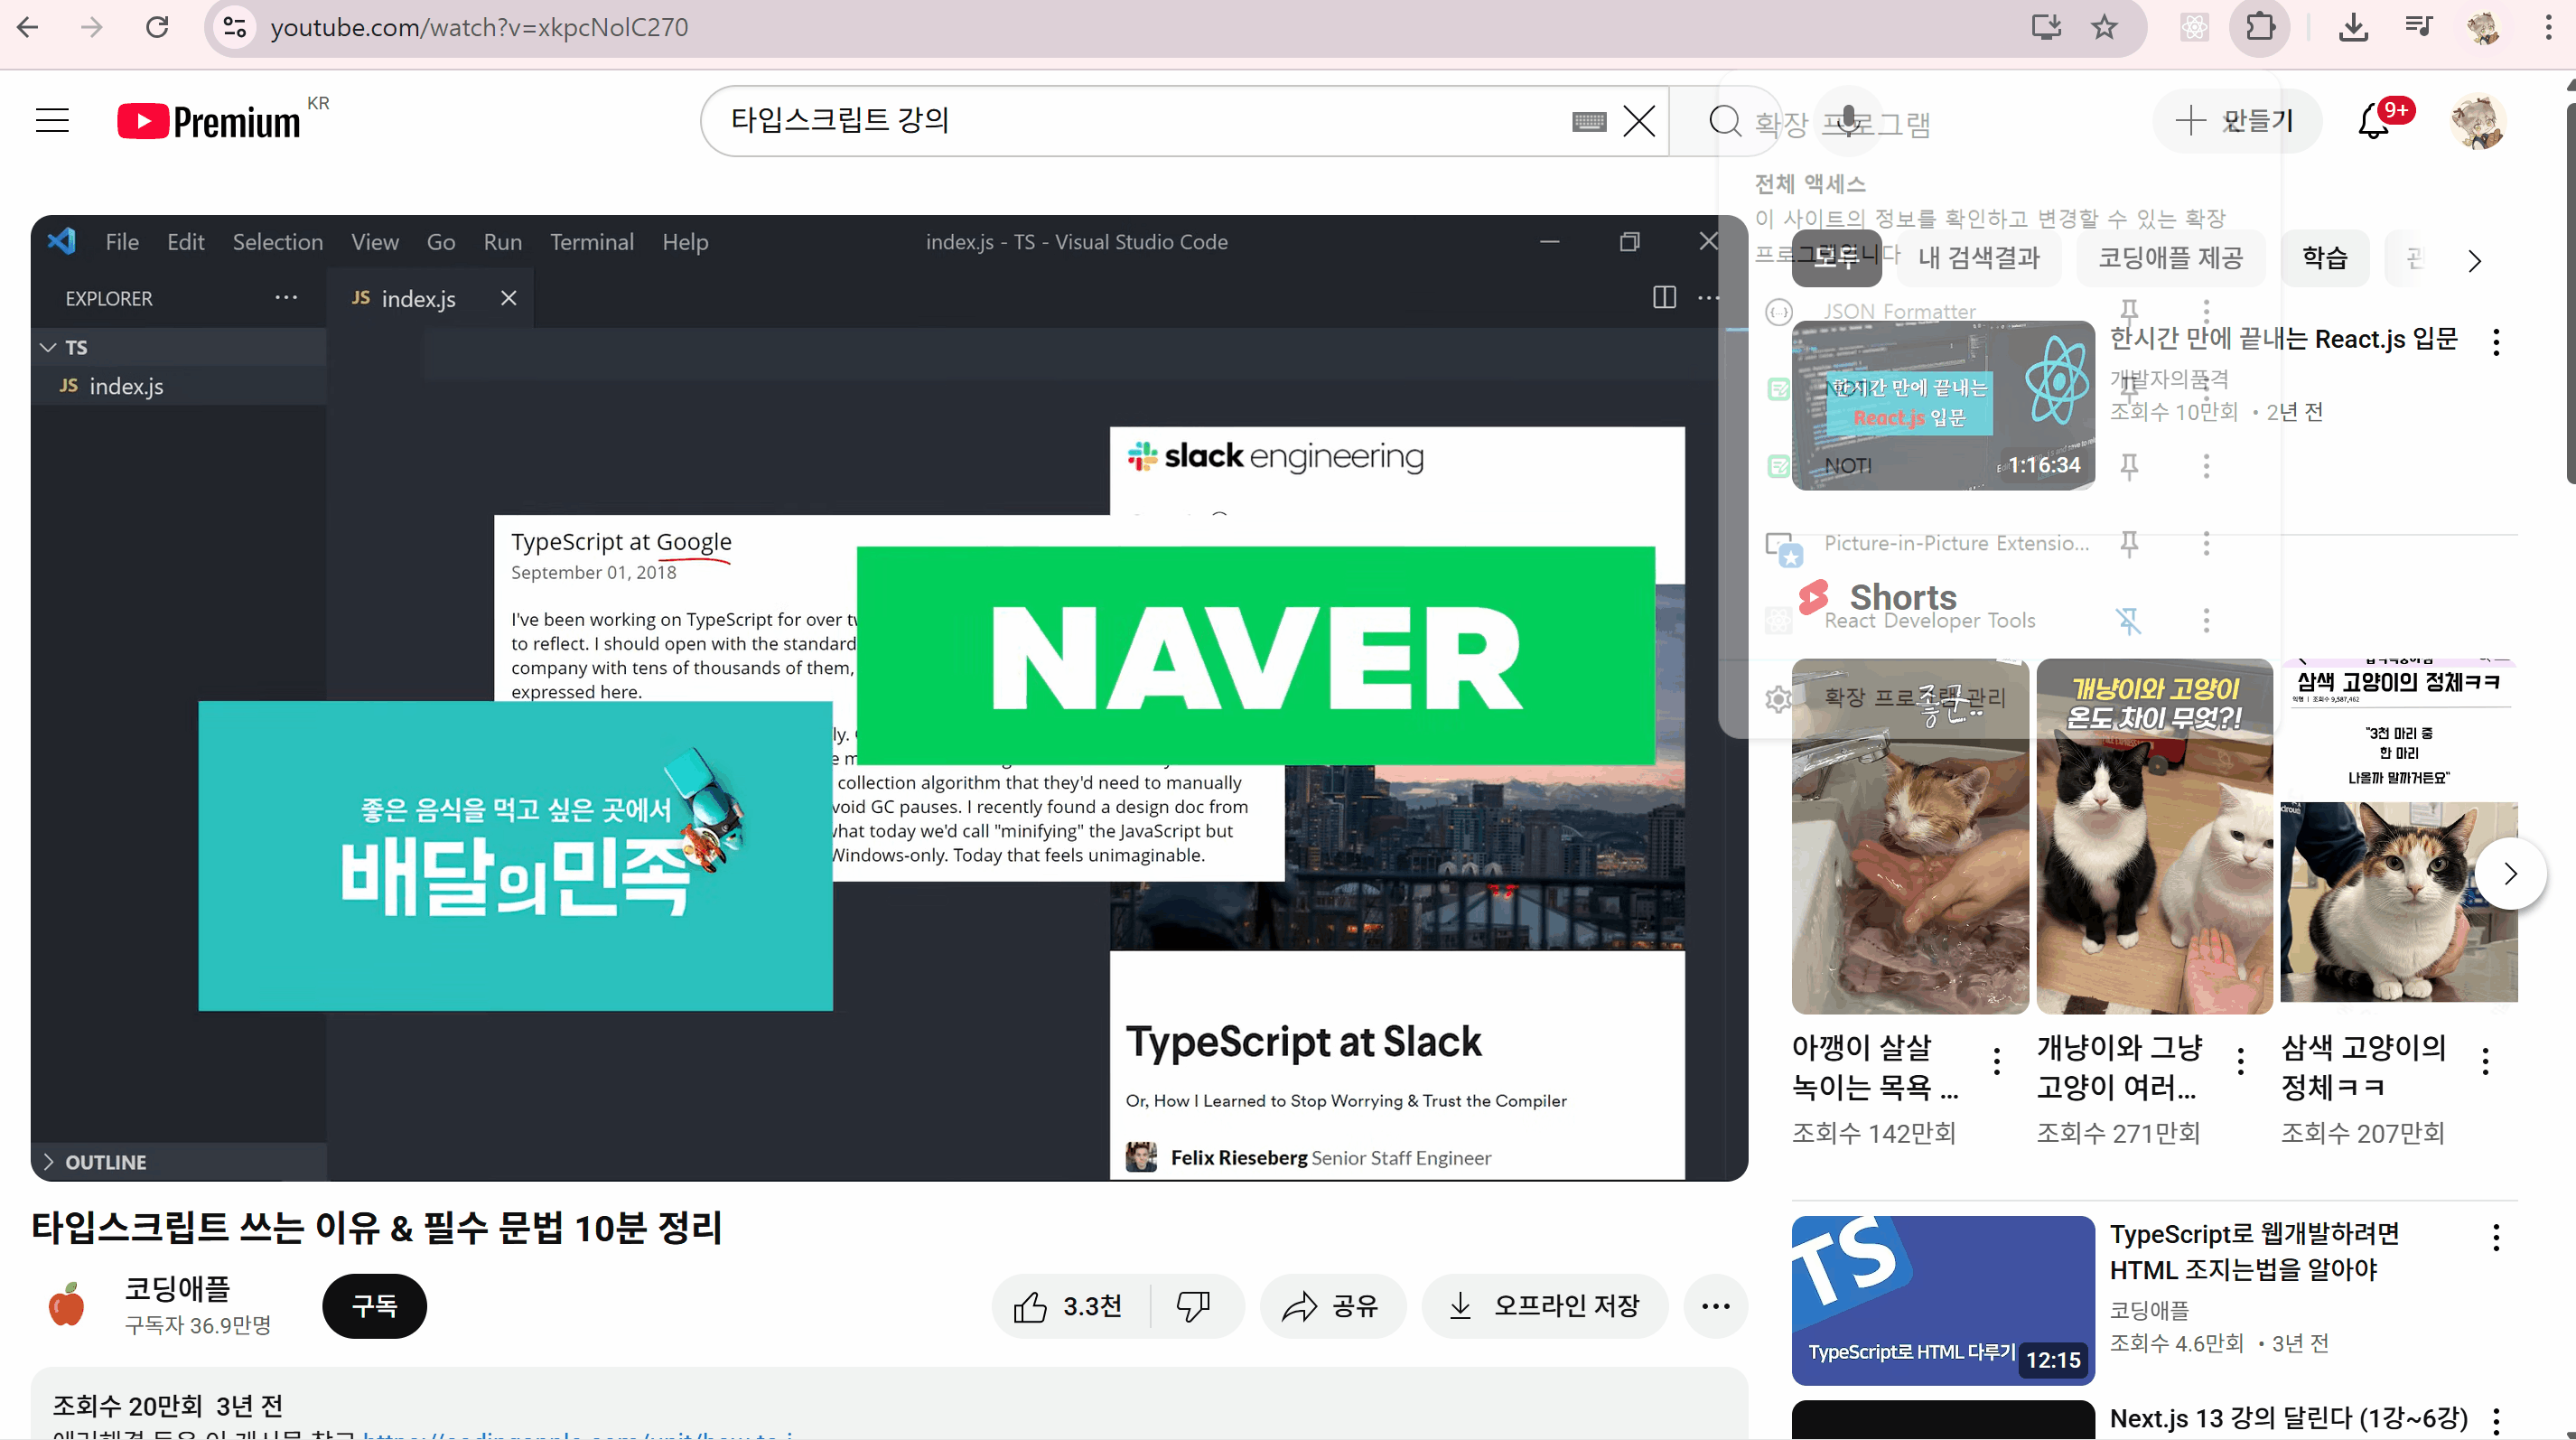 youtube.com/watch?v=xkpcNolC270
Premium
KR
타입스크립트 강의
만들기
9+
확장 프로그램
전체 액세스
이 사이트의 정보를 확인하고 변경할 수 있는 확장
프로그램입니다
JSON Formatter
NOTI
NOTI
Picture-in-Picture Extensio...
React Developer Tools
확장 프로그램 관리
File Edit Selection View Go Run Terminal Help
index.js - TS - Visual Studio Code
EXPLORER
JS index.js
TS
JS index.js
OUTLINE
slack engineering
TypeScript at Google
September 01, 2018
I've been working on TypeScript for over
to reflect. I should open with the standard
company with tens of thousands of them,
expressed here.
NAVER
collection algorithm that they'd need to manually
GC pauses. I recently found a design doc from
what today we'd call "minifying" the JavaScript but
Windows-only. Today that feels unimaginable.
좋은 음식을 먹고 싶은 곳에서
배달의민족
TypeScript at Slack
Or, How I Learned to Stop Worrying & Trust the Compiler
Felix Rieseberg Senior Staff Engineer
타입스크립트 쓰는 이유 & 필수 문법 10분 정리
코딩애플
구독자 36.9만명
구독
3.3천
공유
오프라인 저장
조회수 20만회 3년 전
모두
내 검색결과
코딩애플 제공
학습
한시간 만에 끝내는
React.js 입문
1:16:34
한시간 만에 끝내는 React.js 입문
개발자의품격
조회수 10만회 • 2년 전
Shorts
개냥이와 고양이
온도 차이 무엇?!
삼색 고양이의 정체ㅋㅋ
"3천 마리 중
한 마리
나올까 말까거든요"
아깽이 살살
녹이는 목욕 ...
조회수 142만회
개냥이와 그냥
고양이 여러...
조회수 271만회
삼색 고양이의
정체ㅋㅋ
조회수 207만회
TS
TypeScript로 HTML 다루기
12:15
TypeScript로 웹개발하려면
HTML 조지는법을 알아야
코딩애플
조회수 4.6만회 • 3년 전
Next.js 13 강의 달린다 (1강~6강)